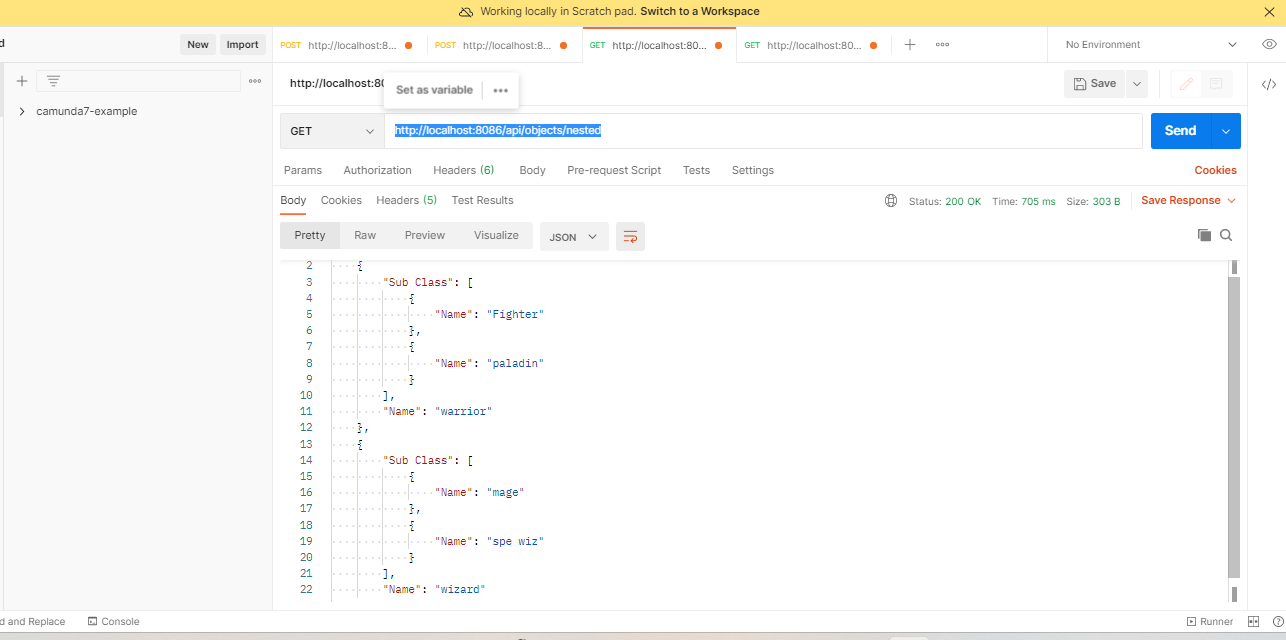 Working locally in Scratch pad. Switch to a Workspace
d
New
Import
POST http://localhost:8...
POST http://localhost:8...
GET http://localhost:80...
GET http://localhost:80...
No Environment
camunda7-example
http://localhost:80
Set as variable
Save
GET
http://localhost:8086/api/objects/nested
Send
Params Authorization Headers (6) Body Pre-request Script Tests Settings
Cookies
Body Cookies Headers (5) Test Results
Status: 200 OK Time: 705 ms Size: 303 B
Save Response
Pretty Raw Preview Visualize
JSON
2 {
3 "Sub Class": [
4 {
5 "Name": "Fighter"
6 },
7 {
8 "Name": "paladin"
9 }
10 ],
11 "Name": "warrior"
12 },
13 {
14 "Sub Class": [
15 {
16 "Name": "mage"
17 },
18 {
19 "Name": "spe wiz"
20 }
21 ],
22 "Name": "wizard"
d and Replace
Console
Runner